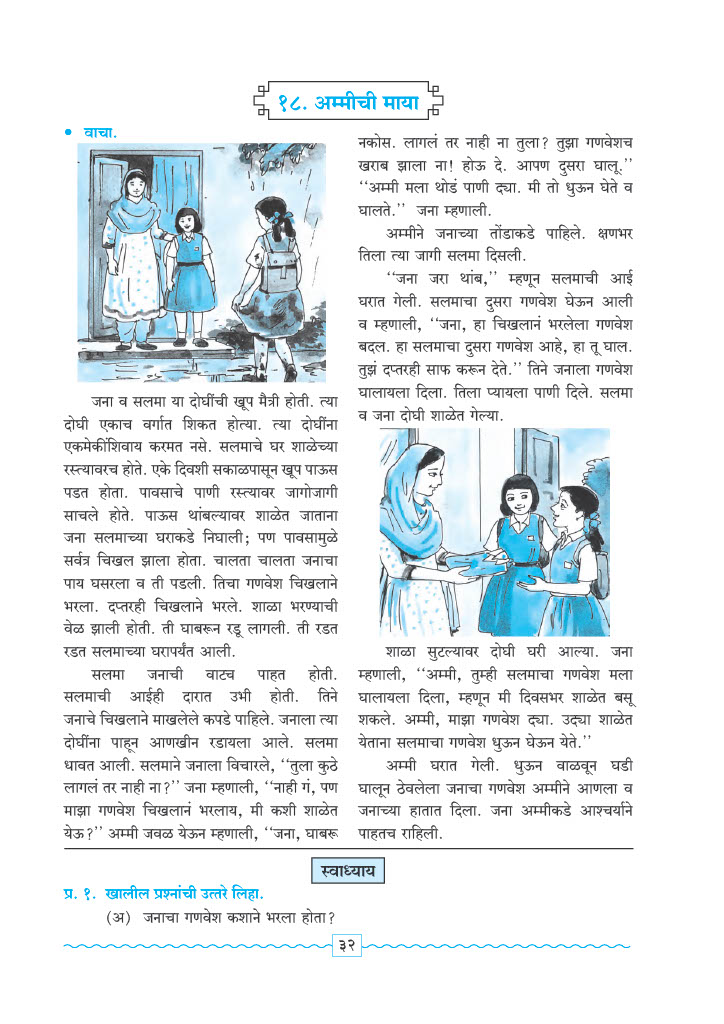 १८. अम्मीची माया
• वाचा.
जना व सलमा या दोघींची खूप मैत्री होती. त्या
दोघी एकाच वर्गात शिकत होत्या. त्या दोघींना
एकमेकींशिवाय करमत नसे. सलमाचे घर शाळेच्या
रस्त्यावरच होते. एके दिवशी सकाळपासून खूप पाऊस
पडत होता. पावसाचे पाणी रस्त्यावर जागोजागी
साचले होते. पाऊस थांबल्यावर शाळेत जाताना
जना सलमाच्या घराकडे निघाली; पण पावसामुळे
सर्वत्र चिखल झाला होता. चालता चालता जनाचा
पाय घसरला व ती पडली. तिचा गणवेश चिखलाने
भरला. दप्तरही चिखलाने भरले. शाळा भरण्याची
वेळ झाली होती. ती घाबरून रडू लागली. ती रडत
रडत सलमाच्या घरापर्यंत आली.
सलमा जनाची वाटच पाहत होती.
सलमाची आईही दारात उभी होती. तिने
जनाचे चिखलाने माखलेले कपडे पाहिले. जनाला त्या
दोघींना पाहून आणखीन रडायला आले. सलमा
धावत आली. सलमाने जनाला विचारले, ‘‘तुला कुठे
लागलं तर नाही ना?’’ जना म्हणाली, ‘‘नाही गं, पण
माझा गणवेश चिखलानं भरलाय, मी कशी शाळेत
येऊ?’’ अम्मी जवळ येऊन म्हणाली, ‘‘जना, घाबरू
नकोस. लागलं तर नाही ना तुला? तुझा गणवेशच
खराब झाला ना! होऊ दे. आपण दुसरा घालू.’’
‘‘अम्मी मला थोडं पाणी द्या. मी तो धुऊन घेते व
घालते.’’ जना म्हणाली.
अम्मीने जनाच्या तोंडाकडे पाहिले. क्षणभर
तिला त्या जागी सलमा दिसली.
‘‘जना जरा थांब,’’ म्हणून सलमाची आई
घरात गेली. सलमाचा दुसरा गणवेश घेऊन आली
व म्हणाली, ‘‘जना, हा चिखलानं भरलेला गणवेश
बदल. हा सलमाचा दुसरा गणवेश आहे, हा तू घाल.
तुझं दप्तरही साफ करून देते.’’ तिने जनाला गणवेश
घालायला दिला. तिला प्यायला पाणी दिले. सलमा
व जना दोघी शाळेत गेल्या.
शाळा सुटल्यावर दोघी घरी आल्या. जना
म्हणाली, ‘‘अम्मी, तुम्ही सलमाचा गणवेश मला
घालायला दिला, म्हणून मी दिवसभर शाळेत बसू
शकले. अम्मी, माझा गणवेश द्या. उद्या शाळेत
येताना सलमाचा गणवेश धुऊन घेऊन येते.’’
अम्मी घरात गेली. धुऊन वाळवून घडी
घालून ठेवलेला जनाचा गणवेश अम्मीने आणला व
जनाच्या हातात दिला. जना अम्मीकडे आश्चर्याने
पाहतच राहिली.
स्वाध्याय
प्र. १. खालील प्रश्नांची उत्तरे लिहा.
(अ) जनाचा गणवेश कशाने भरला होता?
३२